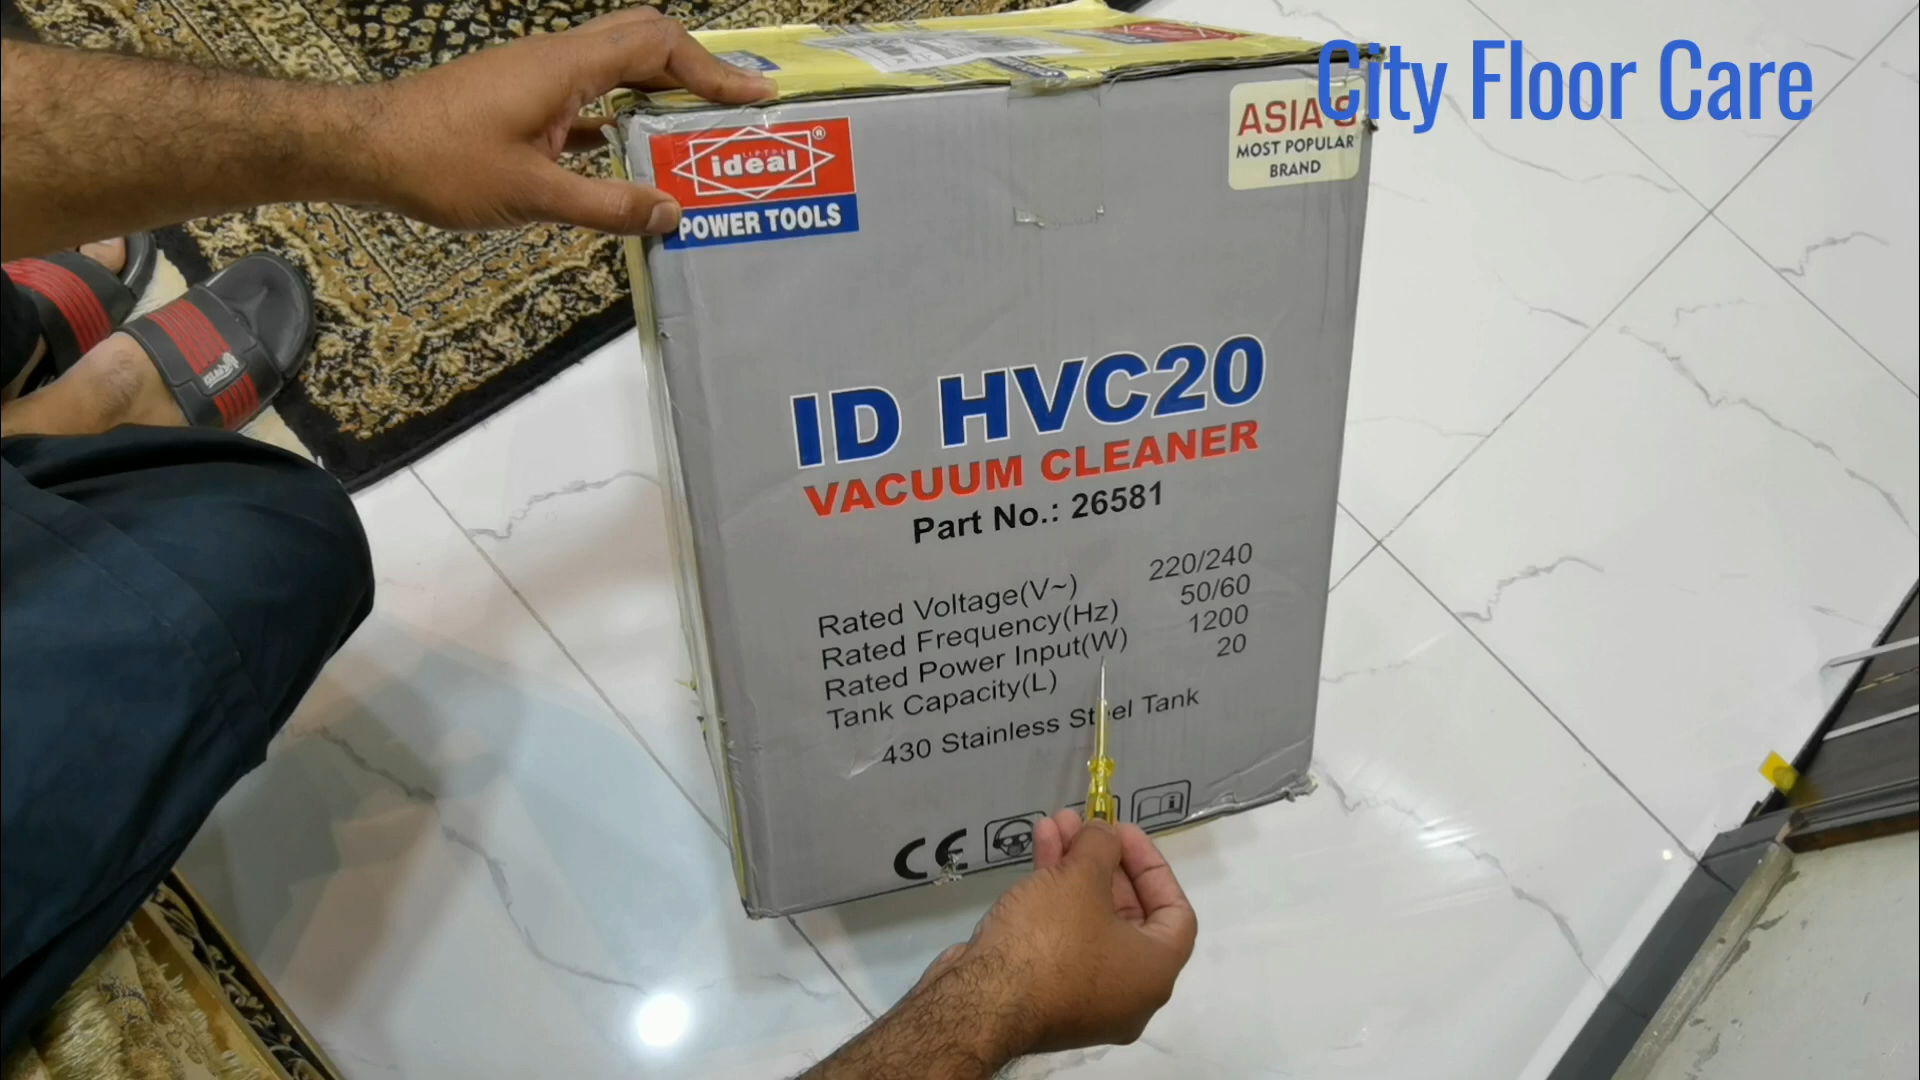 City Floor Care
ideal
POWER TOOLS
ASIA'S
MOST POPULAR
BRAND
ID HVC20
VACUUM CLEANER
Part No.: 26581
Rated Voltage(V~) 220/240
Rated Frequency(Hz) 50/60
Rated Power Input(W) 1200
Tank Capacity(L) 20
430 Stainless Steel Tank
CE